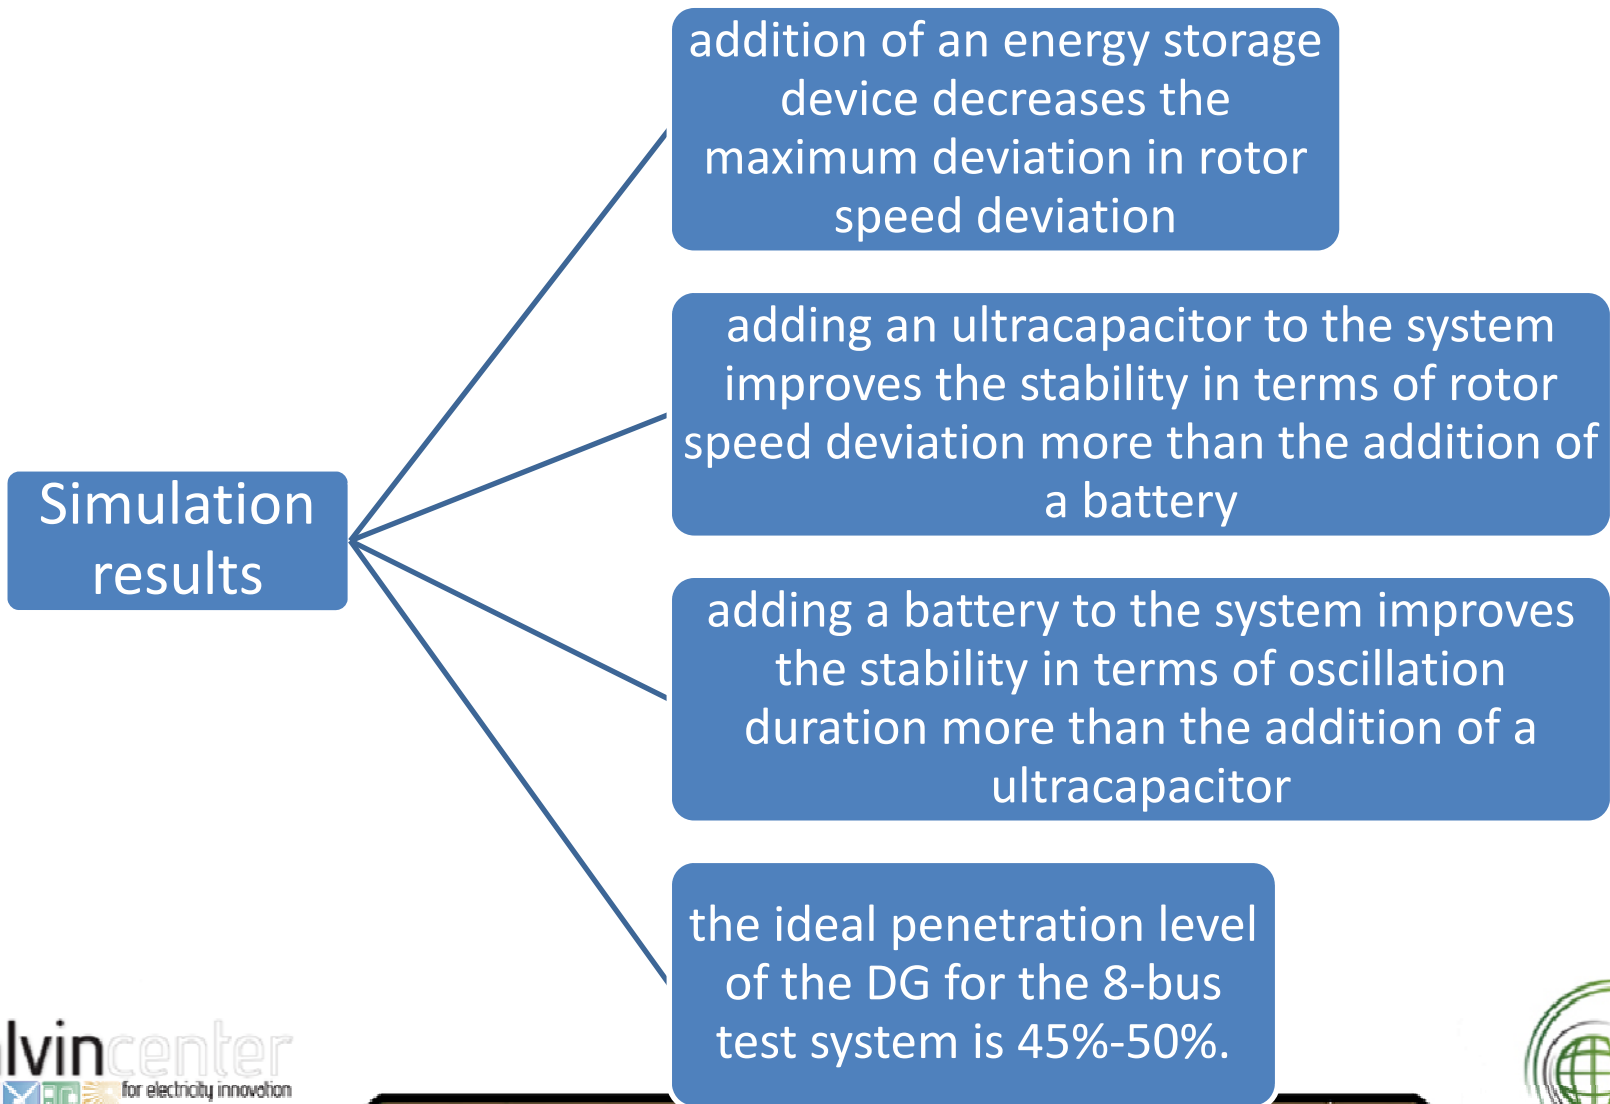 addition of an energy storage
device decreases the
maximum deviation in rotor
speed deviation
adding an ultracapacitor to the system
improves the stability in terms of rotor
speed deviation more than the addition of
a battery
Simulation
results
adding a battery to the system improves
the stability in terms of oscillation
duration more than the addition of a
ultracapacitor
the ideal penetration level
of the DG for the 8-bus
test system is 45%-50%.
lvincenter
for electricity innovation